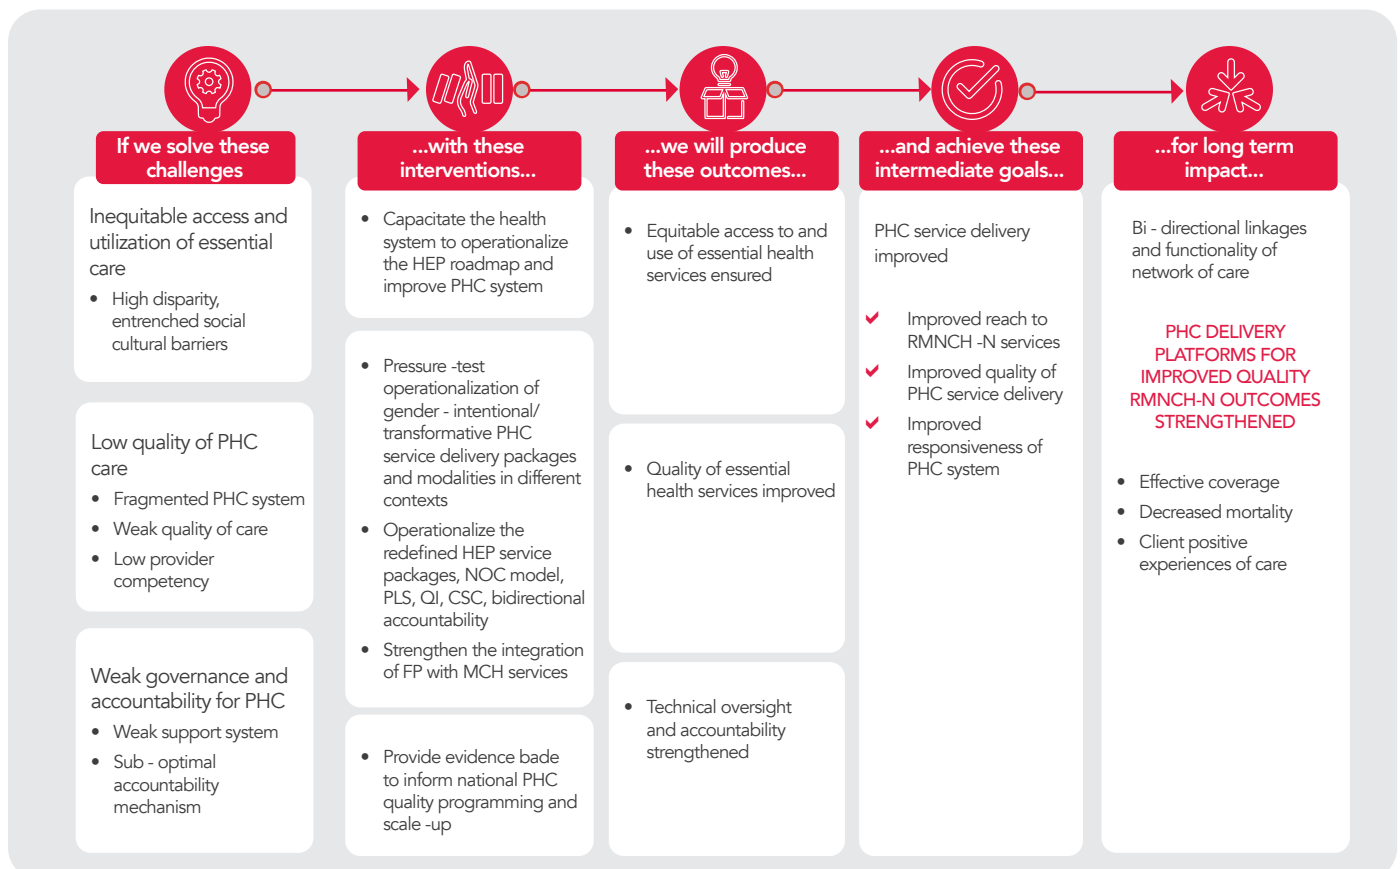 If we solve these
challenges
Inequitable access and
utilization of essential
care
• High disparity,
entrenched social
cultural barriers
Low quality of PHC
care
• Fragmented PHC system
• Weak quality of care
• Low provider
competency
Weak governance and
accountability for PHC
• Weak support system
• Sub - optimal
accountability
mechanism
...with these
interventions...
• Capacitate the health
system to operationalize
the HEP roadmap and
improve PHC system
• Pressure -test
operationalization of
gender - intentional/
transformative PHC
service delivery packages
and modalities in different
contexts
• Operationalize the
redefined HEP service
packages, NOC model,
PLS, QI, CSC, bidirectional
accountability
• Strengthen the integration
of FP with MCH services
• Provide evidence bade
to inform national PHC
quality programming and
scale -up
...we will produce
these outcomes...
• Equitable access to and
use of essential health
services ensured
• Quality of essential
health services improved
• Technical oversight
and accountability
strengthened
...and achieve these
intermediate goals...
PHC service delivery
improved
Improved reach to
RMNCH -N services
Improved quality of
PHC service delivery
Improved
responsiveness of
PHC system
...for long term
impact...
Bi - directional linkages
and functionality of
network of care
PHC DELIVERY
PLATFORMS FOR
IMPROVED QUALITY
RMNCH-N OUTCOMES
STRENGTHENED
• Effective coverage
• Decreased mortality
• Client positive
experiences of care